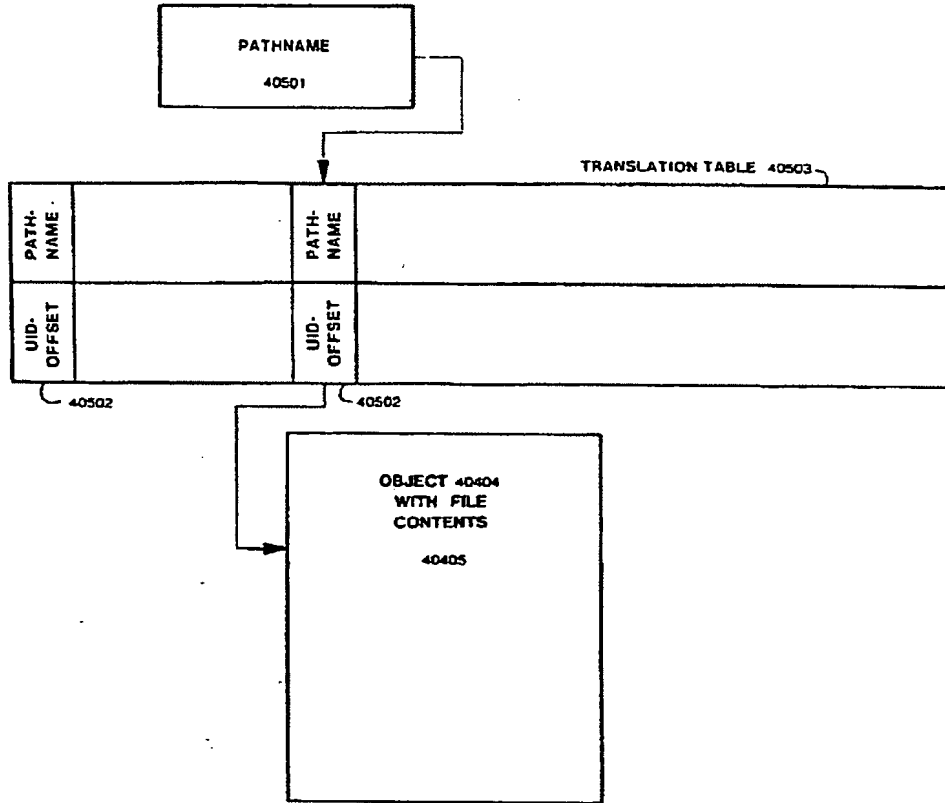 PATHNAME
40501
TRANSLATION TABLE 40503
PATH-
NAME
PATH-
NAME
UID-
OFFSET
UID-
OFFSET
40502
40502
OBJECT 40404
WITH FILE
CONTENTS
40405